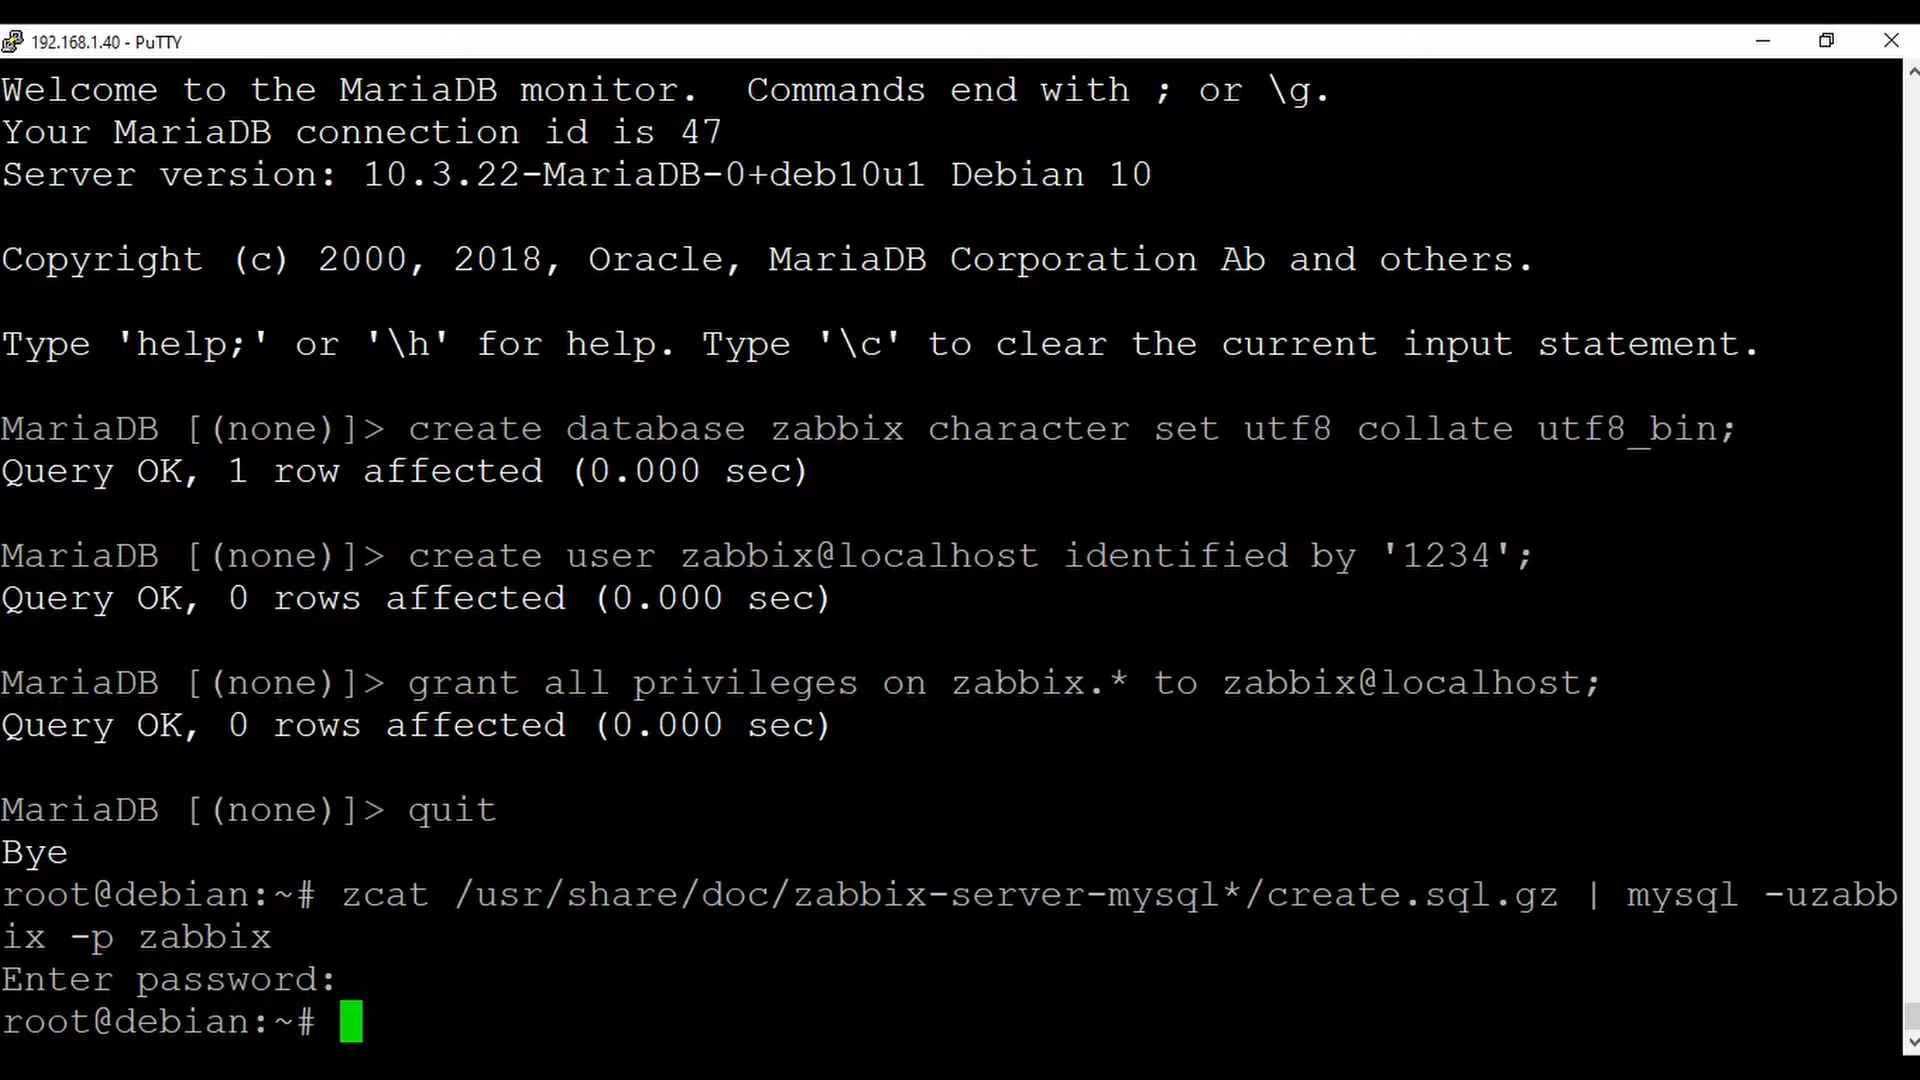 192.168.1.40 - PuTTY
Welcome to the MariaDB monitor.  Commands end with ; or \g.
Your MariaDB connection id is 47
Server version: 10.3.22-MariaDB-0+deb10u1 Debian 10
Copyright (c) 2000, 2018, Oracle, MariaDB Corporation Ab and others.
Type 'help;' or '\h' for help. Type '\c' to clear the current input statement.
MariaDB [(none)]> create database zabbix character set utf8 collate utf8_bin;
Query OK, 1 row affected (0.000 sec)
MariaDB [(none)]> create user zabbix@localhost identified by '1234';
Query OK, 0 rows affected (0.000 sec)
MariaDB [(none)]> grant all privileges on zabbix.* to zabbix@localhost;
Query OK, 0 rows affected (0.000 sec)
MariaDB [(none)]> quit
Bye
root@debian:~# zcat /usr/share/doc/zabbix-server-mysql*/create.sql.gz | mysql -uzabb
ix -p zabbix
Enter password:
root@debian:~#